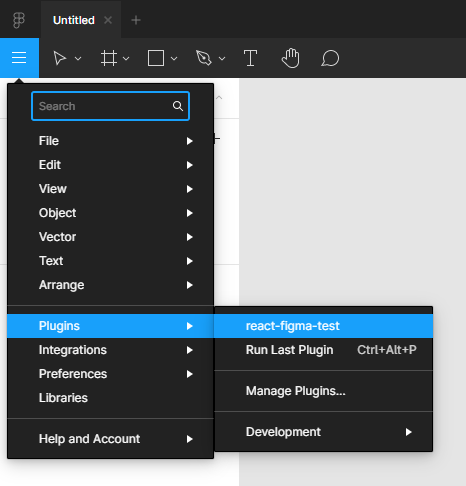 Untitled
Search
File
Edit
View
Object
Vector
Text
Arrange
Plugins
react-figma-test
Integrations
Run Last Plugin Ctrl+Alt+P
Preferences
Libraries
Manage Plugins...
Help and Account
Development